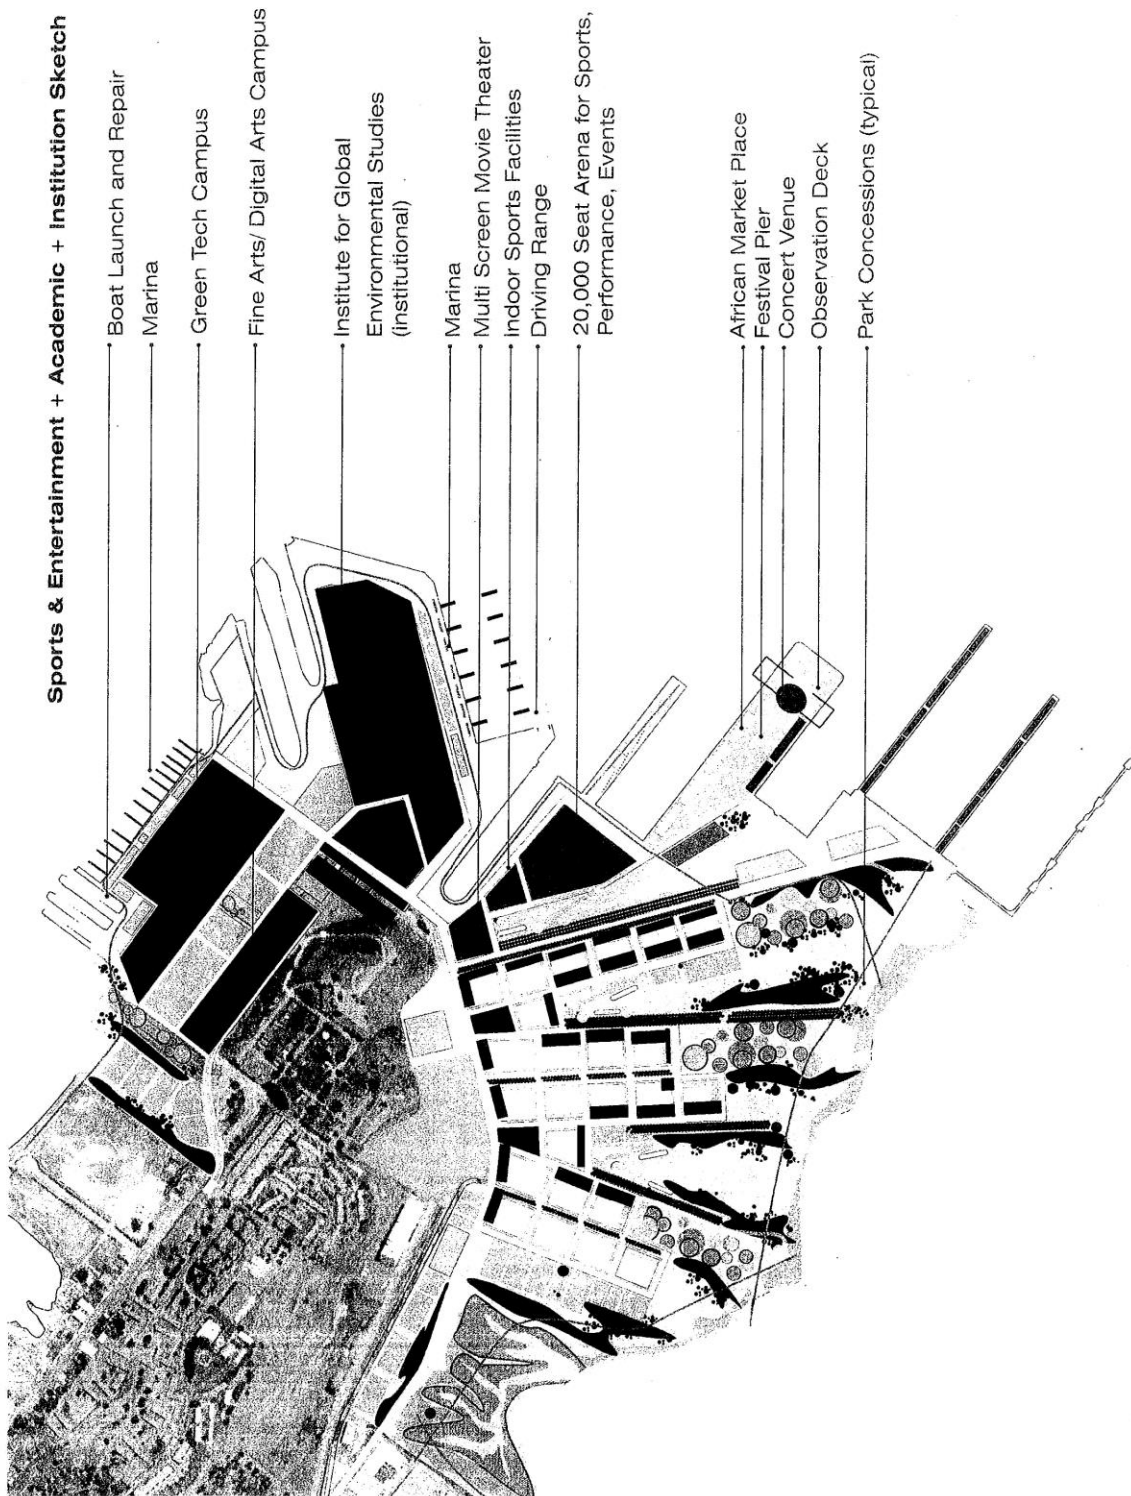 Sports & Entertainment + Academic + Institution Sketch
Boat Launch and Repair
Marina
Green Tech Campus
Fine Arts/ Digital Arts Campus
Institute for Global
Environmental Studies
(institutional)
Marina
Multi Screen Movie Theater
Indoor Sports Facilities
Driving Range
20,000 Seat Arena for Sports,
Performance, Events
African Market Place
Festival Pier
Concert Venue
Observation Deck
Park Concessions (typical)